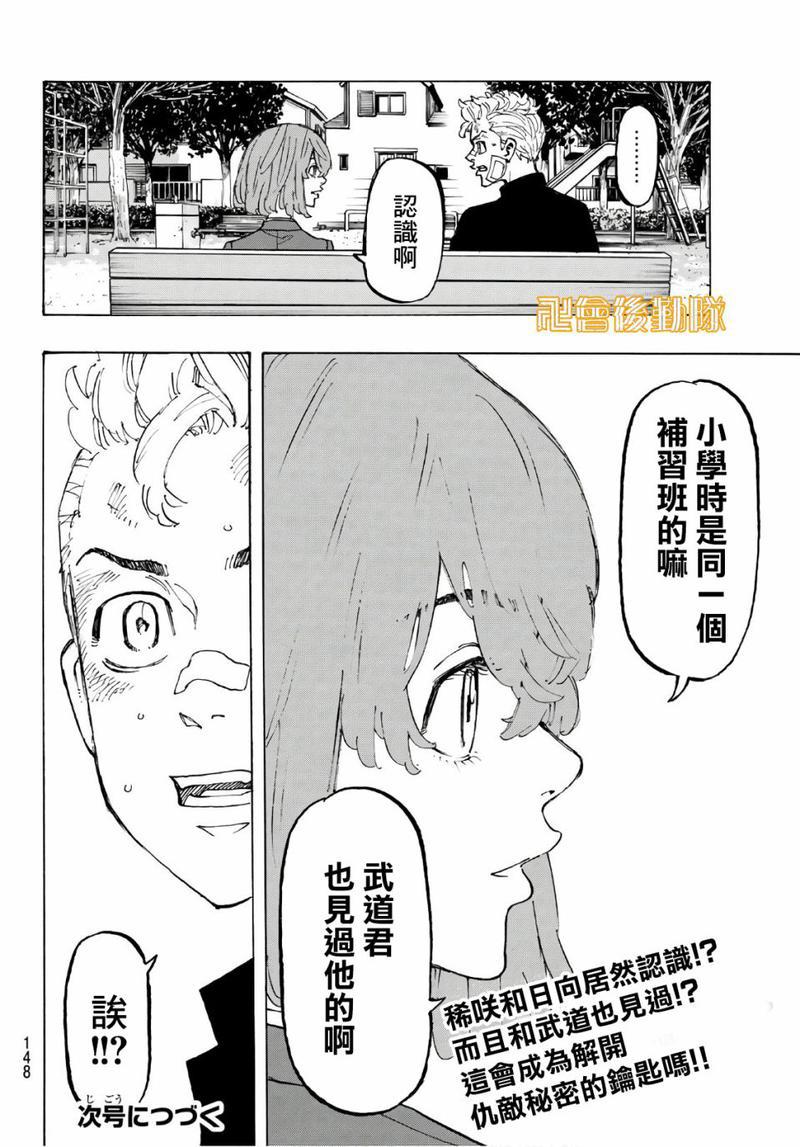 ………
認識啊
卍會後動隊
小學時是同一個
補習班的嘛
武道君
也見過他的啊
稀咲和日向居然認識!?
而且和武道也見過!?
這會成為解開
仇敵秘密的鑰匙嗎!!
誒
!!?
じごう
次号につづく
148